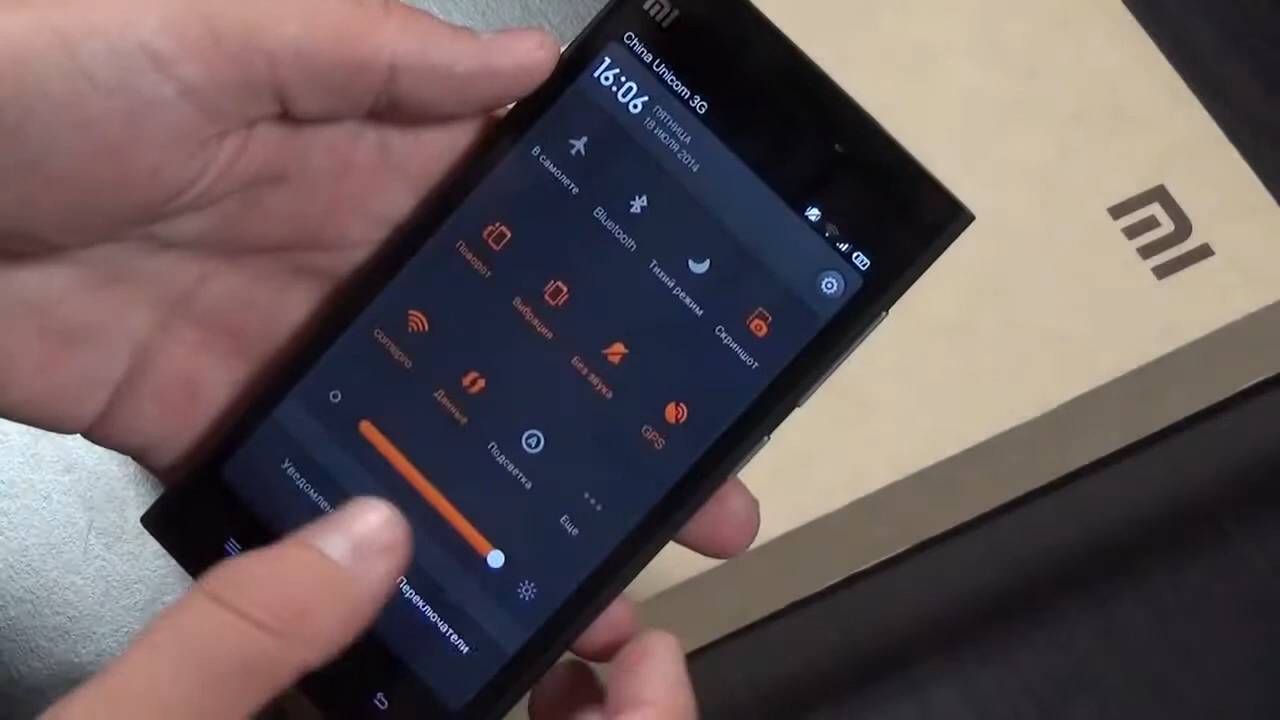 MI
China Unicom 3G
16:06
ПЯТНИЦА
18 ИЮЛЯ 2014
В самолете
Bluetooth
Тихий режим
Скриншот
Поворот
Вибрация
Без звука
GPS
comepro
Данные
Подсветка
Еще
Переключатели
MI